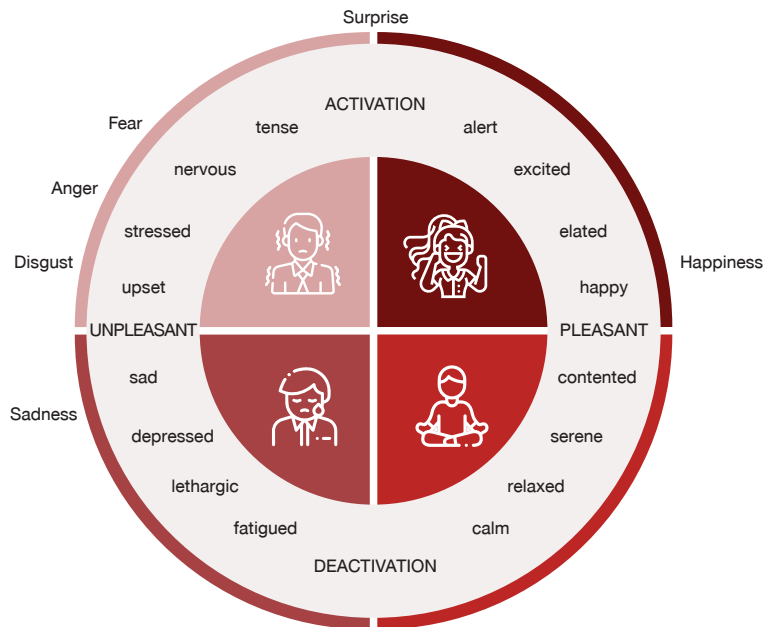 Surprise
ACTIVATION
Fear
tense
alert
nervous
excited
Anger
stressed
elated
Disgust
Happiness
upset
happy
UNPLEASANT
PLEASANT
sad
contented
Sadness
depressed
serene
lethargic
relaxed
fatigued
calm
DEACTIVATION